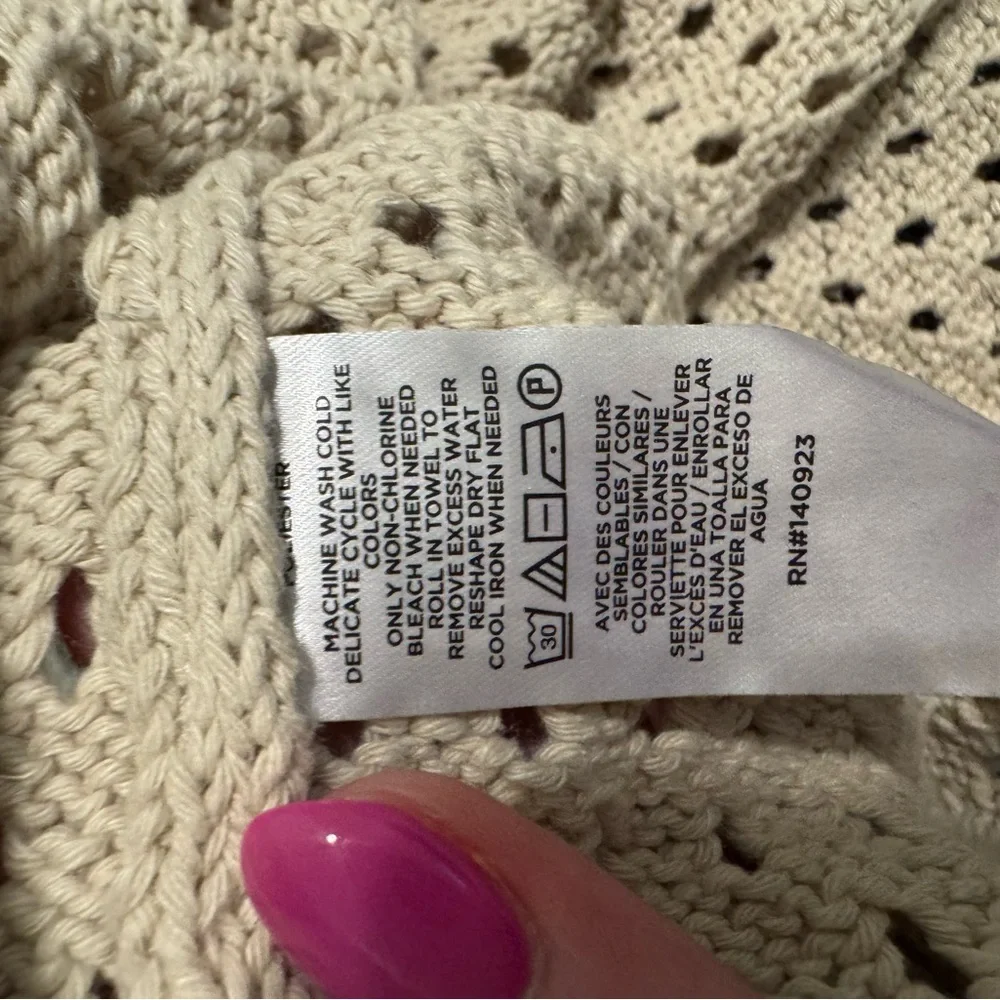 MACHINE WASH COLD
DELICATE CYCLE WITH LIKE
COLORS
ONLY NON-CHLORINE
BLEACH WHEN NEEDED
ROLL IN TOWEL TO
REMOVE EXCESS WATER
RESHAPE DRY FLAT
COOL IRON WHEN NEEDED
30 P
AVEC DES COULEURS
SEMBLABLES / CON
COLORES SIMILARES /
ROULER DANS UNE
SERVIETTE POUR ENLEVER
L'EXCÈS D'EAU / ENROLLAR
EN UNA TOALLA PARA
REMOVER EL EXCESO DE
AGUA
RN#140923